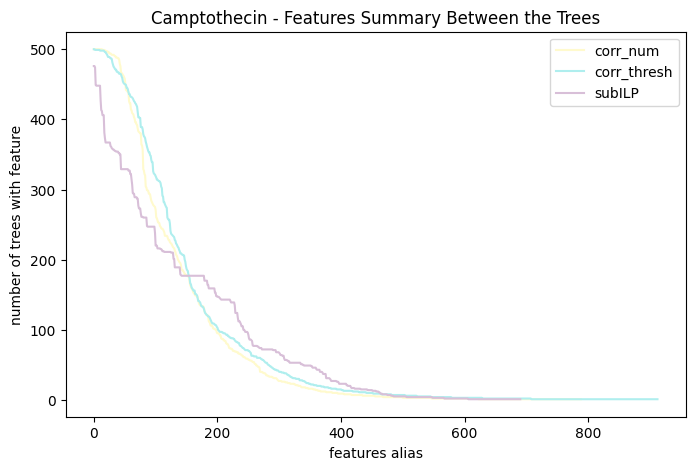 Camptothecin - Features Summary Between the Trees
corr_num
corr_thresh
subILP
number of trees with feature
500
400
300
200
100
0
0 200 400 600 800
features alias